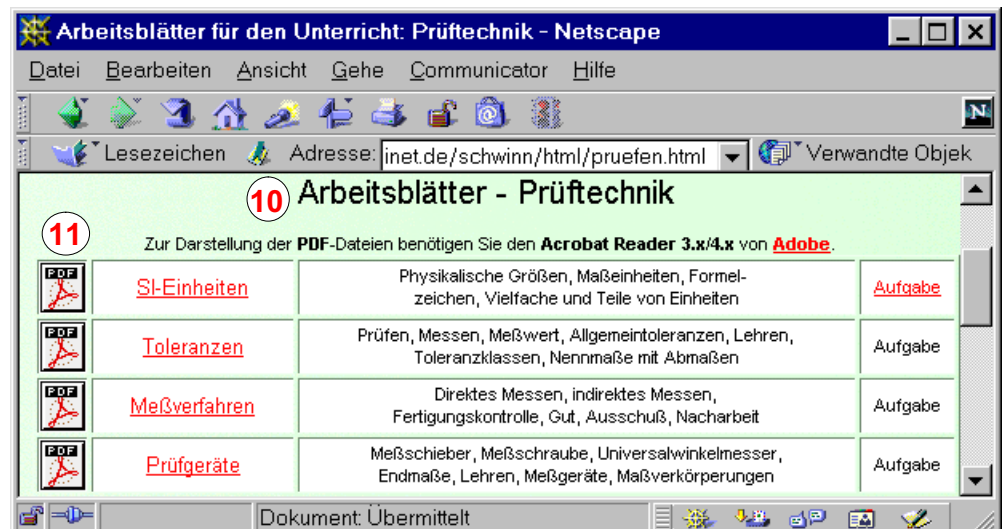 Arbeitsblätter für den Unterricht: Prüftechnik - Netscape
Datei Bearbeiten Ansicht Gehe Communicator Hilfe
N
Lesezeichen Adresse: inet.de/schwinn/html/pruefen.html Verwandte Objek
10 Arbeitsblätter - Prüftechnik
11
Zur Darstellung der PDF-Dateien benötigen Sie den Acrobat Reader 3.x/4.x von Adobe.
PDF SI-Einheiten Physikalische Größen, Maßeinheiten, Formel-
zeichen, Vielfache und Teile von Einheiten Aufgabe
PDF Toleranzen Prüfen, Messen, Meßwert, Allgemeintoleranzen, Lehren,
Toleranzklassen, Nennmaße mit Abmaßen Aufgabe
PDF Meßverfahren Direktes Messen, indirektes Messen,
Fertigungskontrolle, Gut, Ausschuß, Nacharbeit Aufgabe
PDF Prüfgeräte Meßschieber, Meßschraube, Universalwinkelmesser,
Endmaße, Lehren, Meßgeräte, Maßverkörperungen Aufgabe
Dokument: Übermittelt